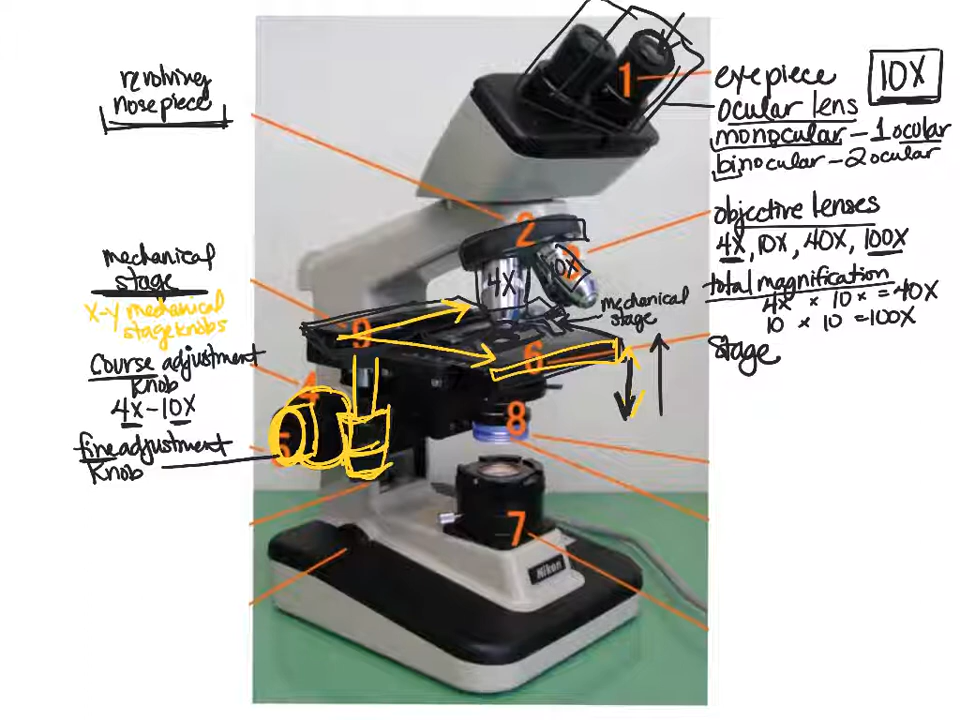 revolving
nosepiece
mechanical
stage
X-Y mechanical
stage knobs
course adjustment
knob
4X-10X
fine adjustment
knob
1
2
4X
10X
9
6
4
5
8
7
Nikon
mechanical
stage
eyepiece
10X
ocular lens
monocular - 1 ocular
binocular - 2 ocular
objective lenses
4X, 10X, 40X, 100X
total magnification
4X × 10× = 40X
10 × 10 = 100X
stage